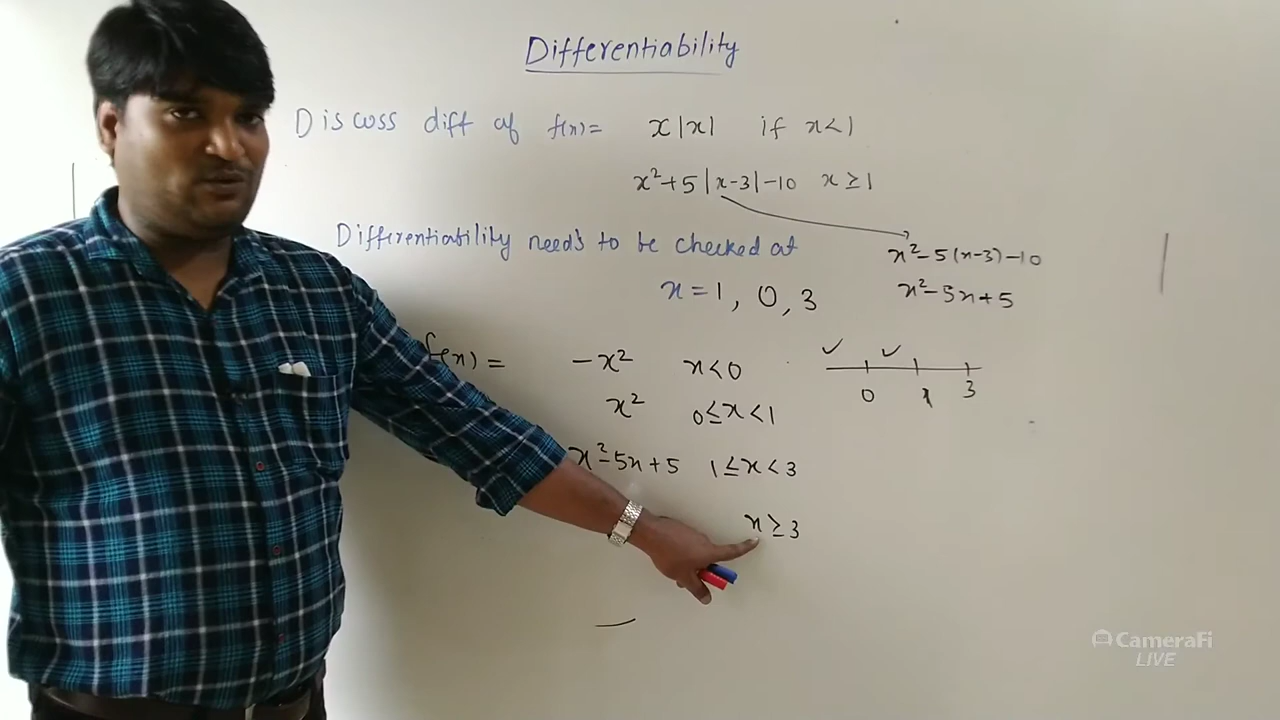 Differentiability
Discuss diff of f(x)= x|x| if x<1
x²+5|x-3|-10 x≥1
Differentiability needs to be checked at
x=1, 0, 3
x²-5(x-3)-10
x²-5x+5
f(x) = -x² x<0
x² 0≤x<1
x²-5x+5 1≤x<3
x≥3
0 1 3
CameraFi
LIVE